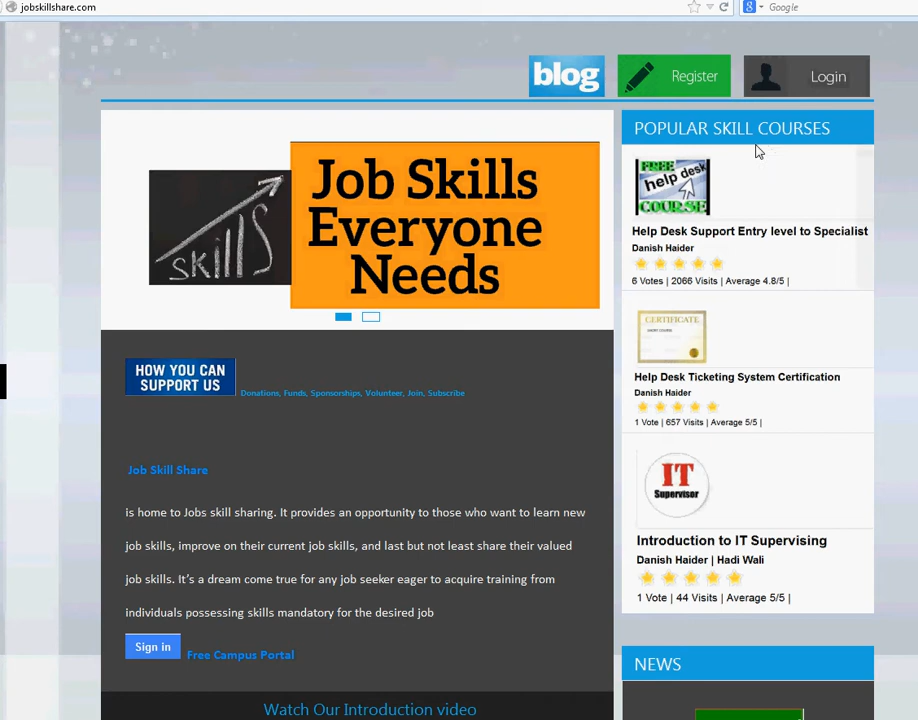 jobskillshare.com
Google
blog
Register
Login
skills
Job Skills
Everyone
Needs
HOW YOU CAN
SUPPORT US
Donations, Funds, Sponsorships, Volunteer, Join, Subscribe
Job Skill Share
is home to Jobs skill sharing. It provides an opportunity to those who want to learn new
job skills, improve on their current job skills, and last but not least share their valued
job skills. It’s a dream come true for any job seeker eager to acquire training from
individuals possessing skills mandatory for the desired job
Sign in
Free Campus Portal
Watch Our Introduction video
POPULAR SKILL COURSES
FREE
help desk
COURSE
Help Desk Support Entry level to Specialist
Danish Haider
6 Votes | 2066 Visits | Average 4.8/5 |
CERTIFICATE
Help Desk Ticketing System Certification
Danish Haider
1 Vote | 657 Visits | Average 5/5 |
IT
Supervisor
Introduction to IT Supervising
Danish Haider | Hadi Wali
1 Vote | 44 Visits | Average 5/5 |
NEWS